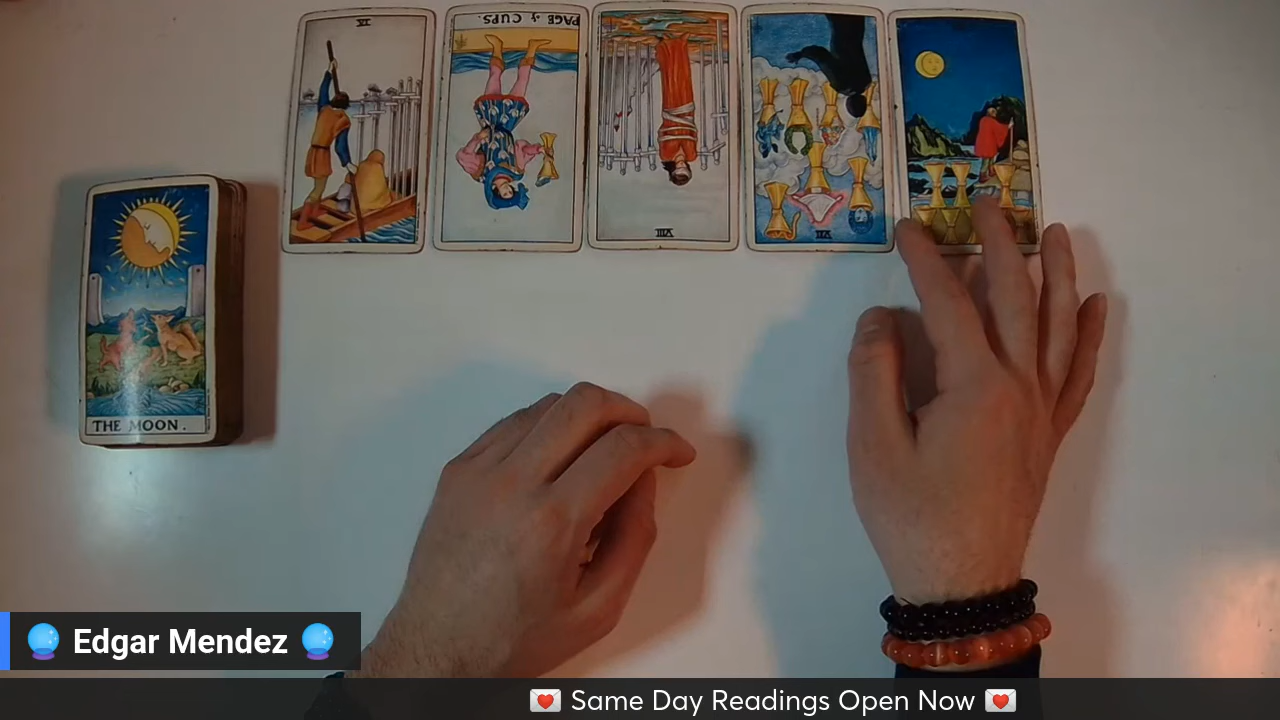 VI
PAGE of CUPS.
VIII
VII
THE MOON.
🔮 Edgar Mendez 🔮
💌 Same Day Readings Open Now 💌